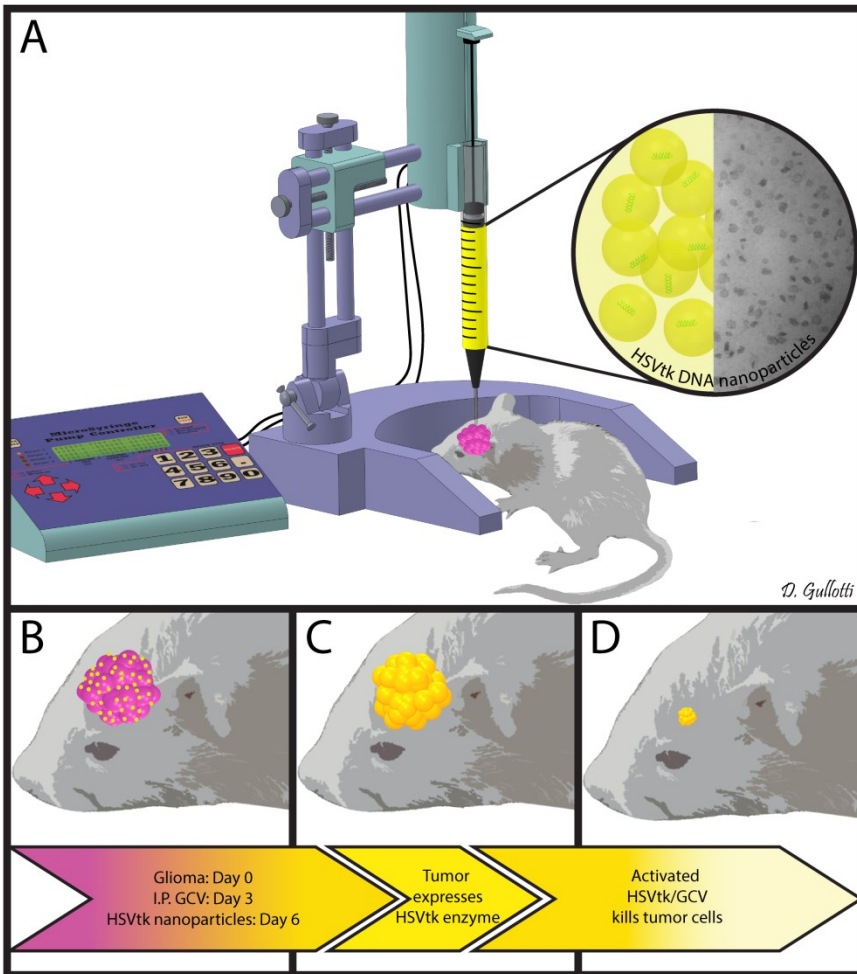 A
HSVtk DNA nanoparticles
MicroSyringe
Pump Controller
1 2 3
4 5 6 .
7 8 9 0
D. Gullotti
B
C
D
Glioma: Day 0
I.P. GCV: Day 3
HSVtk nanoparticles: Day 6
Tumor
expresses
HSVtk enzyme
Activated
HSVtk/GCV
kills tumor cells